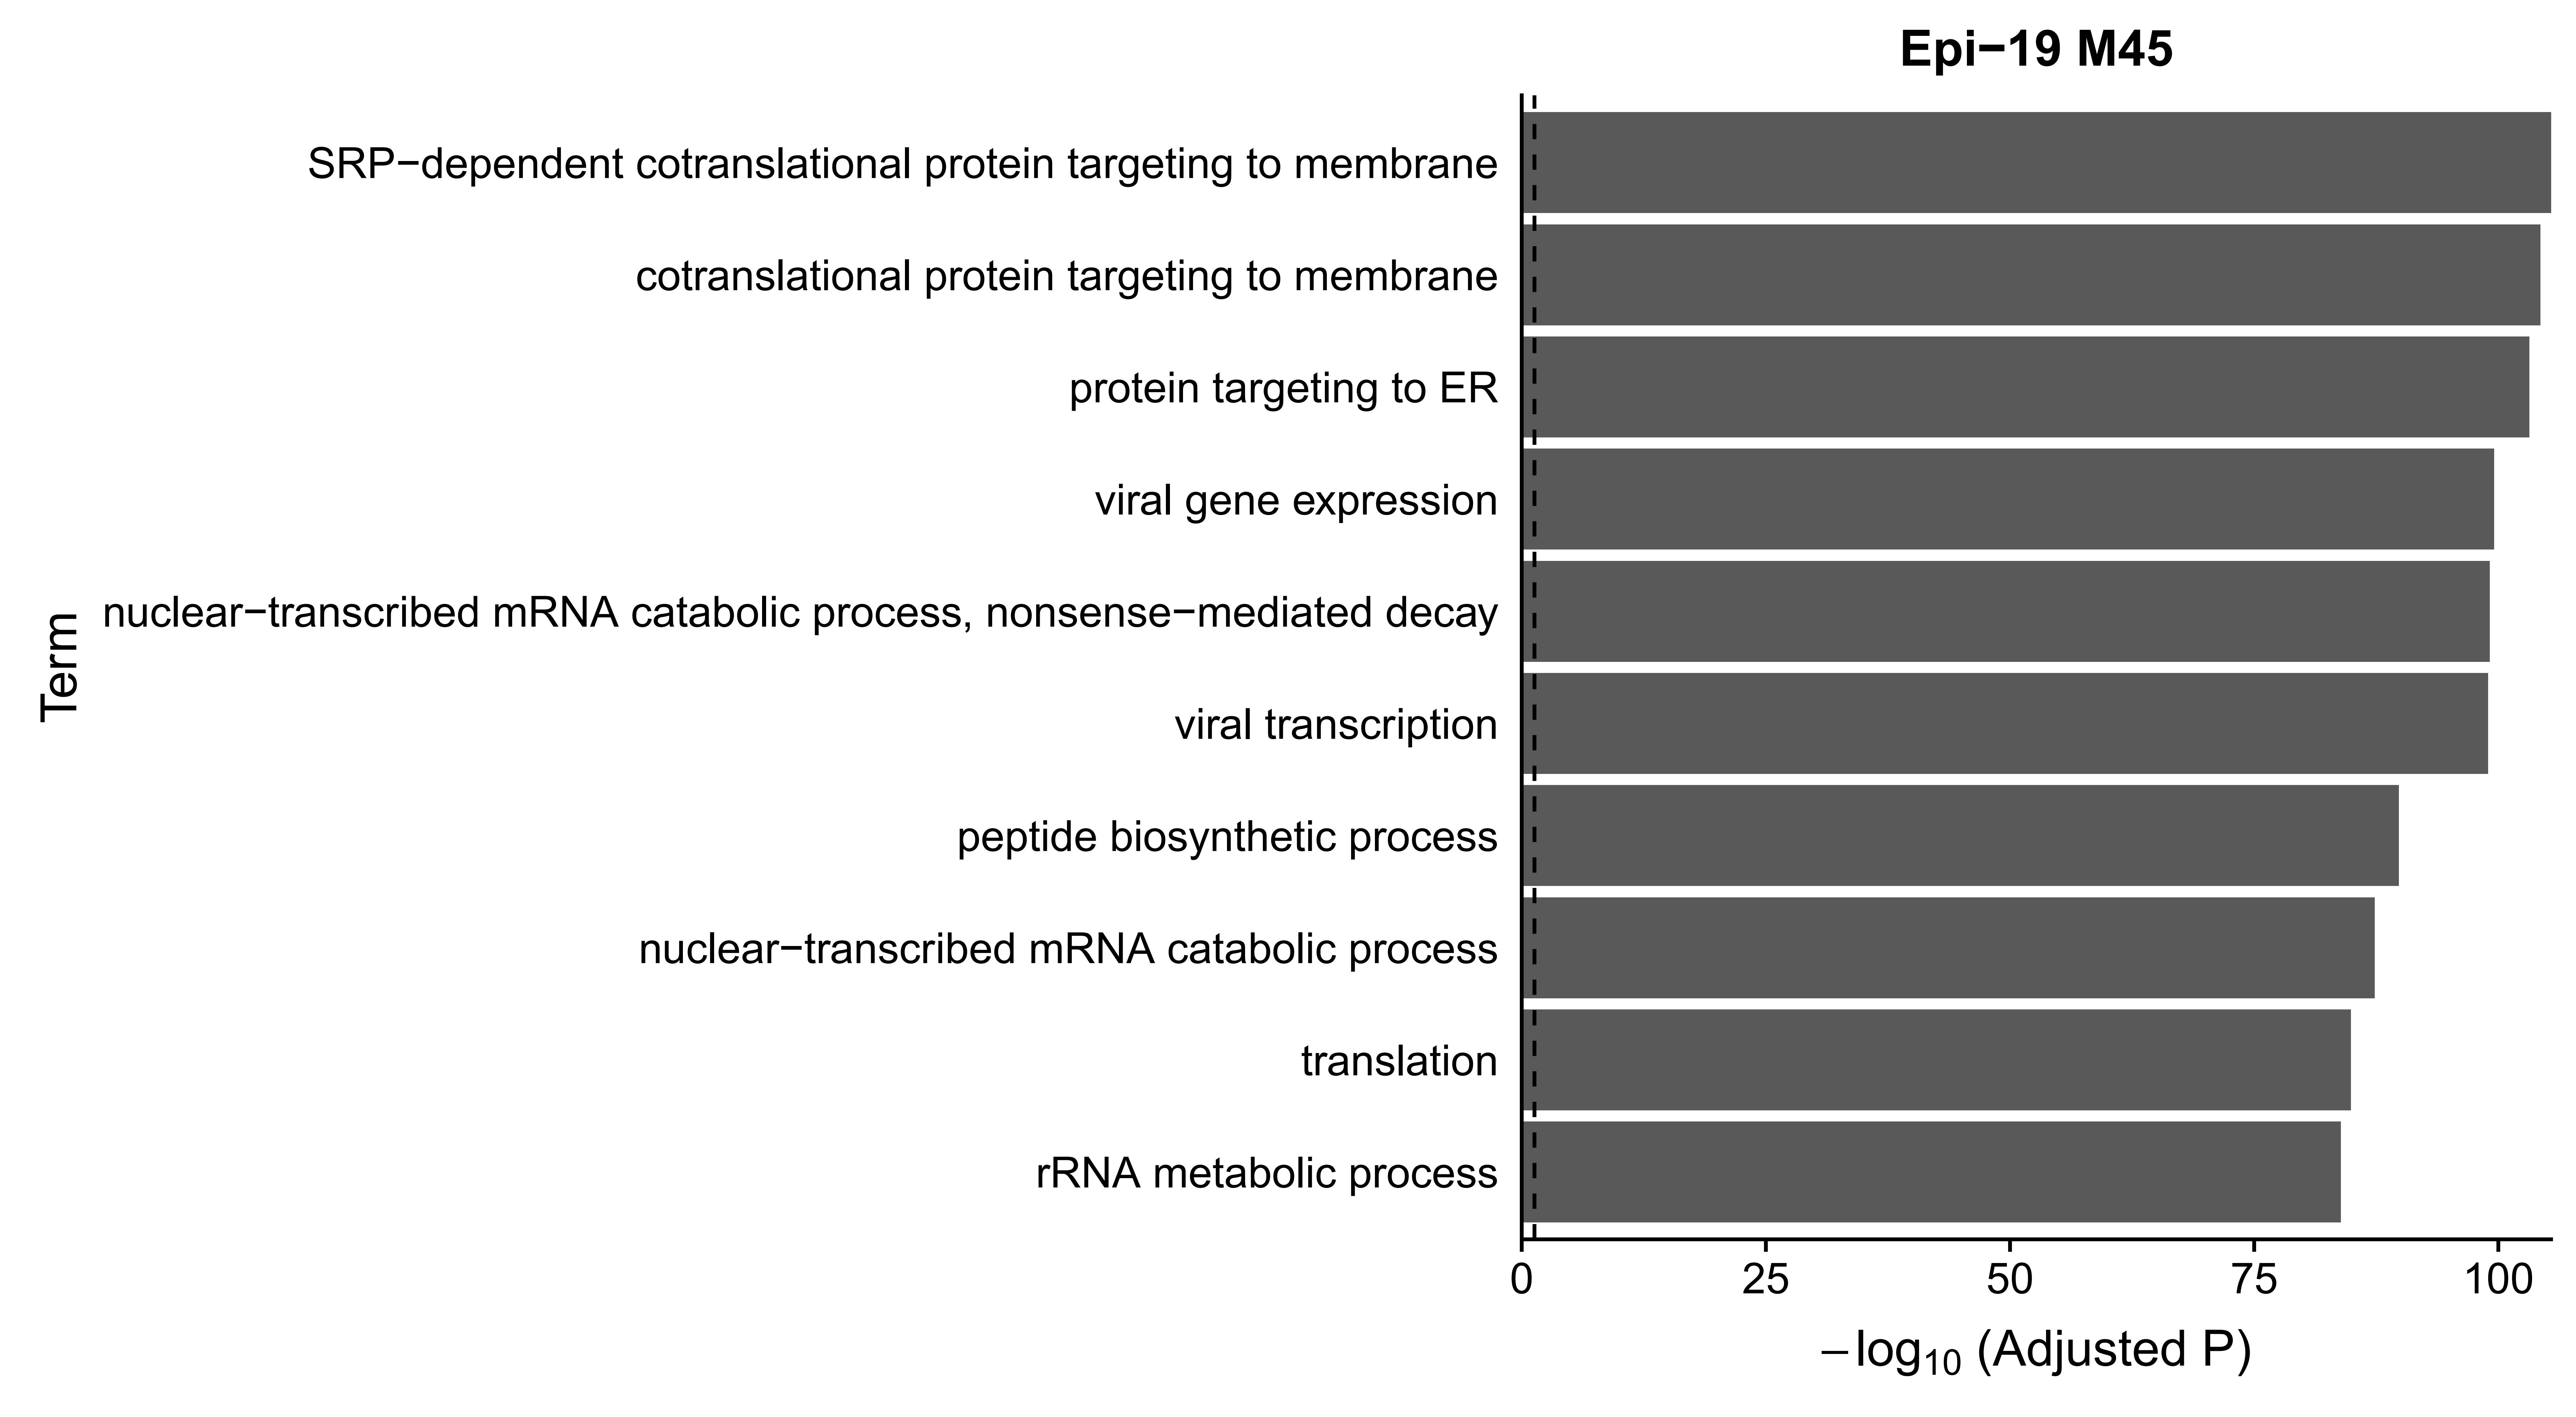 Epi−19 M45
SRP−dependent cotranslational protein targeting to membrane
cotranslational protein targeting to membrane
protein targeting to ER
viral gene expression
nuclear−transcribed mRNA catabolic process, nonsense−mediated decay
viral transcription
peptide biosynthetic process
nuclear−transcribed mRNA catabolic process
translation
rRNA metabolic process
Term
0 25 50 75 100
−log₁₀ (Adjusted P)